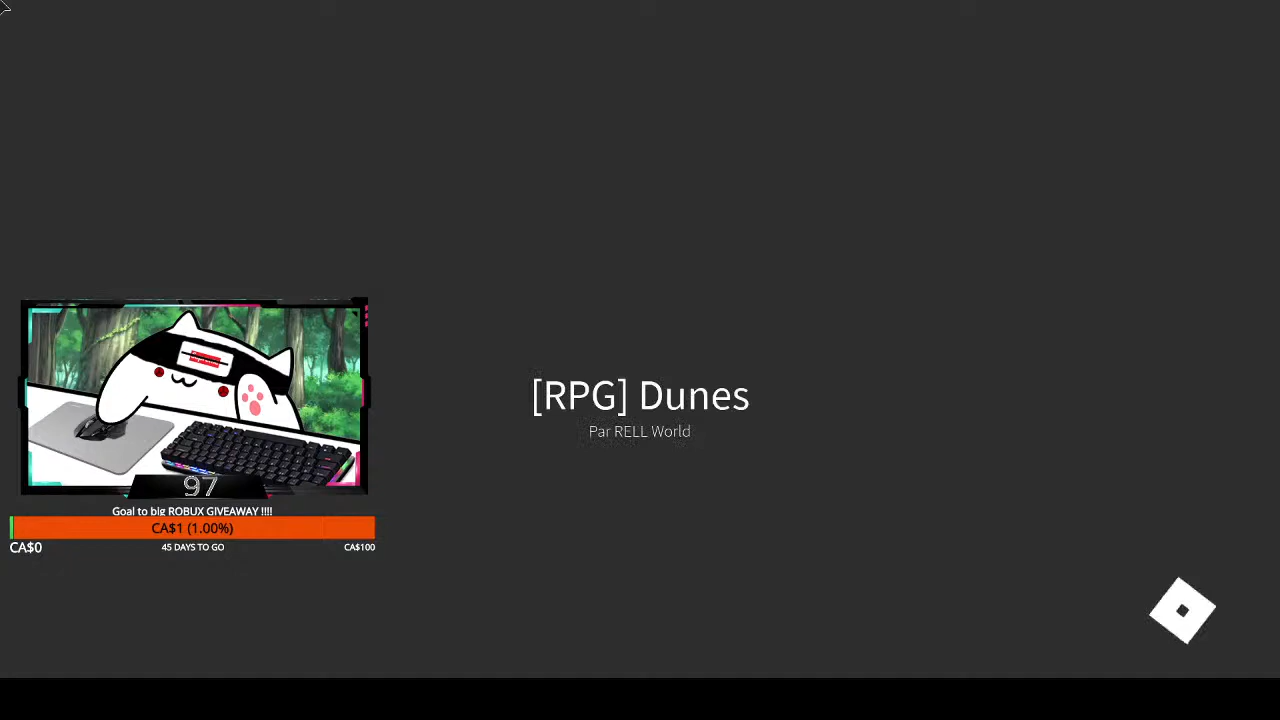 [RPG] Dunes
Par RELL World
97
Goal to big ROBUX GIVEAWAY !!!!
CA$1 (1.00%)
CA$0
45 DAYS TO GO
CA$100